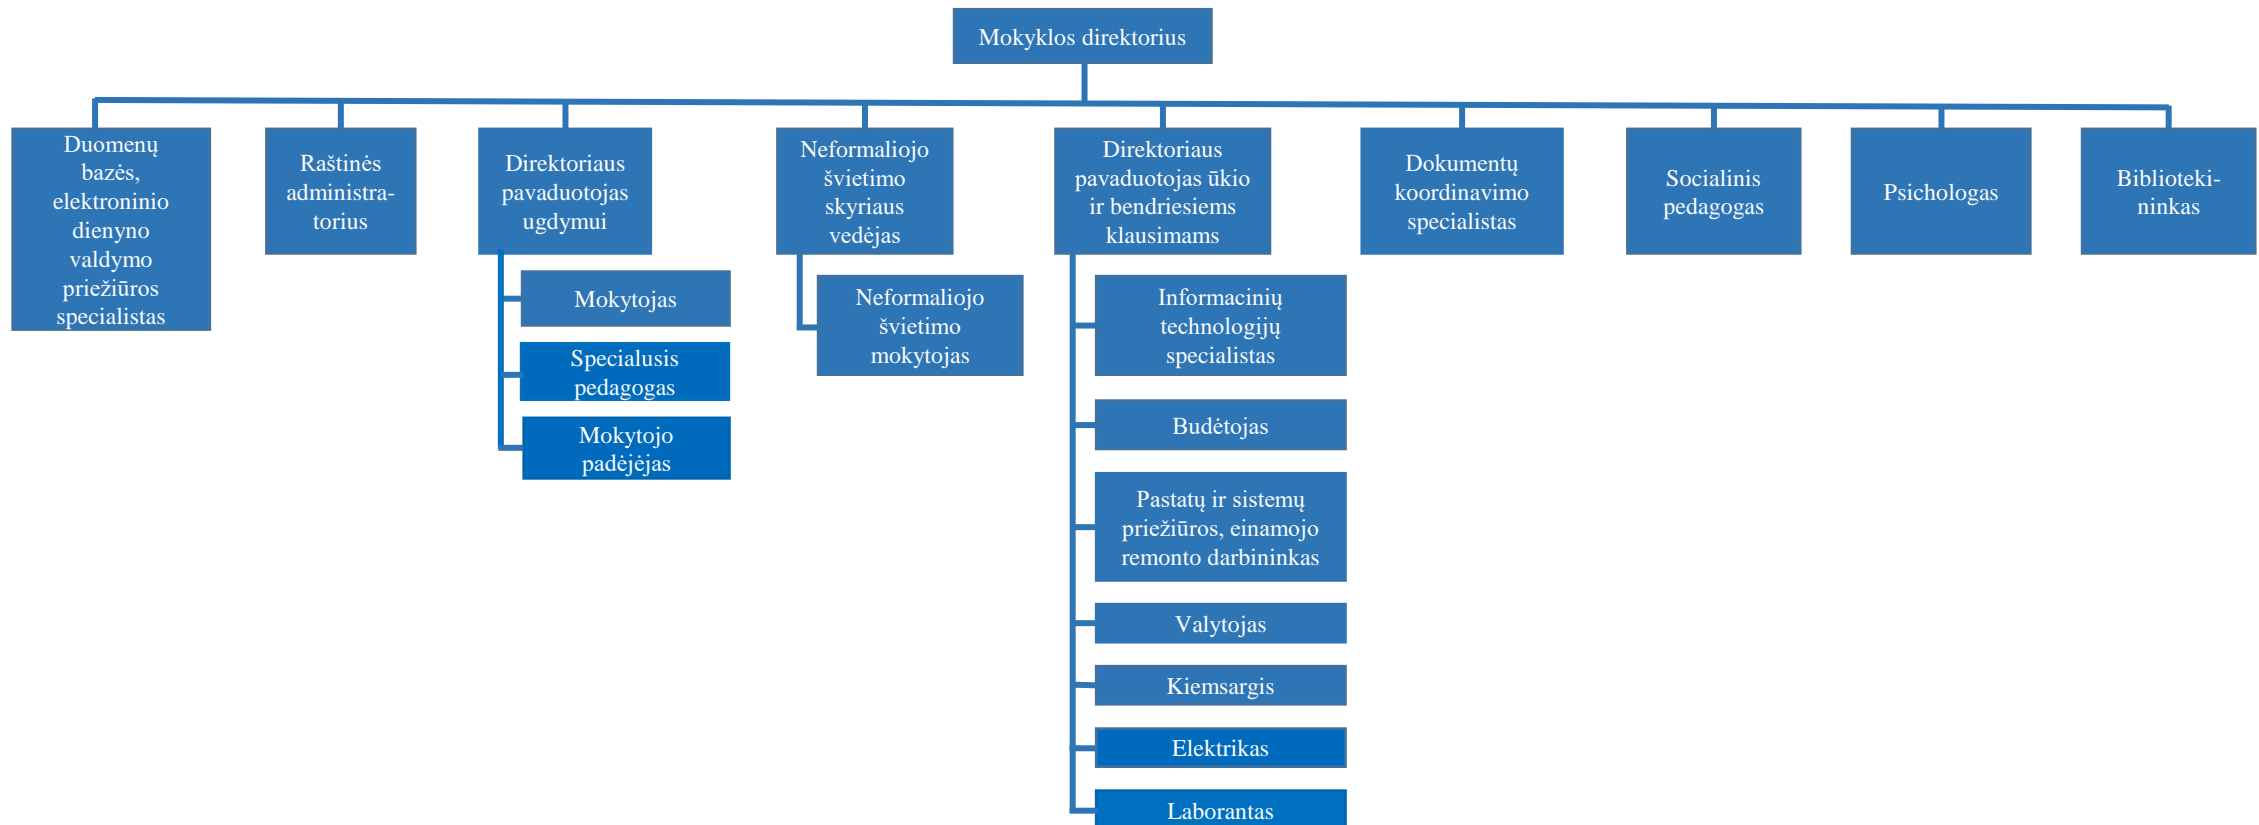 Mokyklos direktorius
Duomenų
bazės,
elektroninio
dienyno
valdymo
priežiūros
specialistas
Raštinės
administra-
torius
Direktoriaus
pavaduotojas
ugdymui
Neformaliojo
švietimo
skyriaus
vedėjas
Direktoriaus
pavaduotojas ūkio
ir bendriesiems
klausimams
Dokumentų
koordinavimo
specialistas
Socialinis
pedagogas
Psichologas
Biblioteki-
ninkas
Mokytojas
Specialusis
pedagogas
Mokytojo
padėjėjas
Neformaliojo
švietimo
mokytojas
Informacinių
technologijų
specialistas
Budėtojas
Pastatų ir sistemų
priežiūros, einamojo
remonto darbininkas
Valytojas
Kiemsargis
Elektrikas
Laborantas